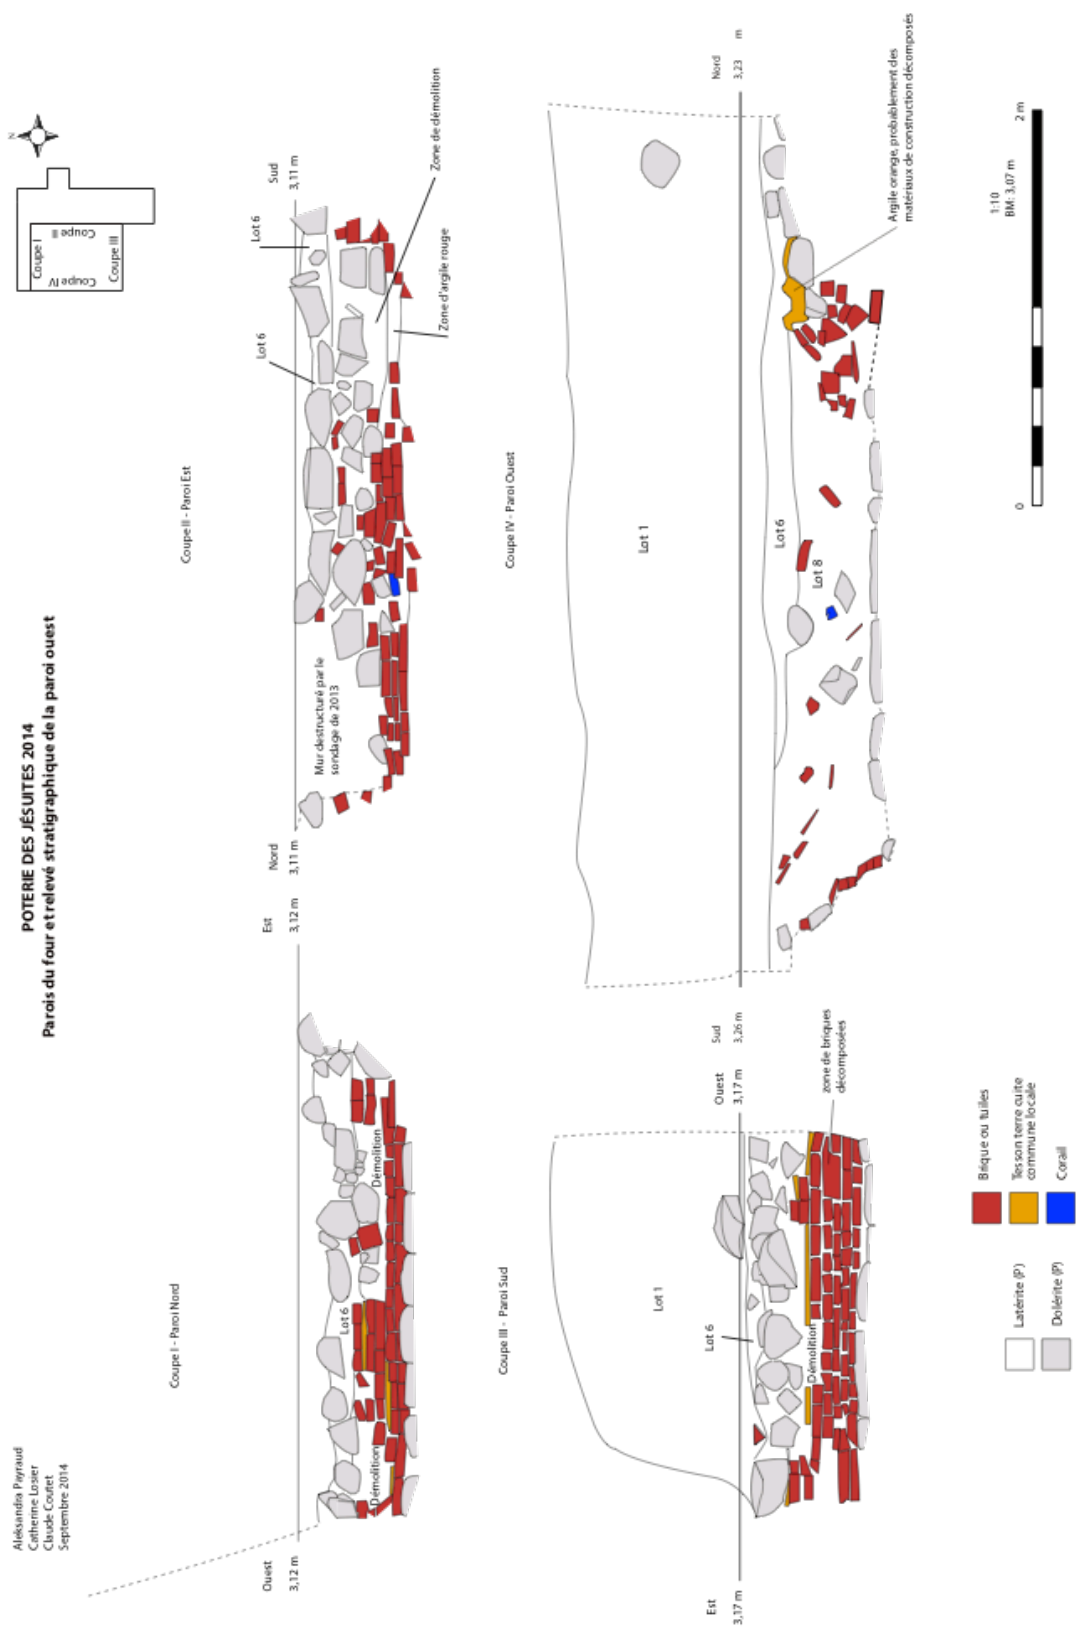 Aleksandra Payraud
Catherine Losier
Claude Coutet
Septembre 2014
POTERIE DES JÉSUITES 2014
Parois du four et relevé stratigraphique de la paroi ouest
N
Coupe I
Coupe II
Coupe III
Coupe IV
Coupe I - Paroi Nord
Ouest
3,12 m
Est
3,12 m
Lot 6
Démolition
Démolition
Coupe II - Paroi Est
Nord
3,11 m
Sud
3,11 m
Mur destructuré par le
sondage de 2013
Lot 6
Lot 6
Zone de démolition
Zone d'argile rouge
Coupe III - Paroi Sud
Est
3,17 m
Ouest
3,17 m
Lot 1
Lot 6
Démolition
zone de briques
décomposées
Coupe IV - Paroi Ouest
Sud
3,26 m
Nord
3,23 m
Lot 1
Lot 6
Lot 8
Argile orange, probablement des
matériaux de construction décomposés
Latérite (P)
Dolérite (P)
Brique ou tuiles
Tesson terre cuite
commune locale
Corail
1:10
BM: 3,07 m
0
2 m